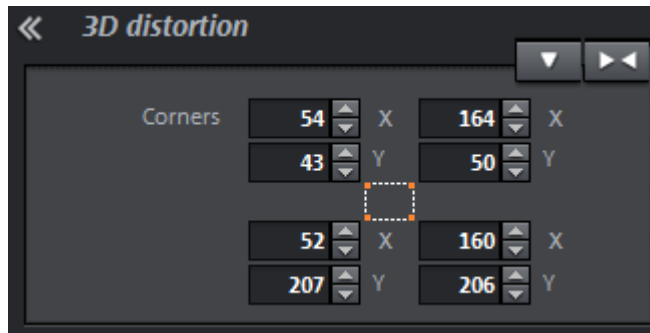 3D distortion
Corners 54 X 164 X
43 Y 50 Y
52 X 160 X
207 Y 206 Y